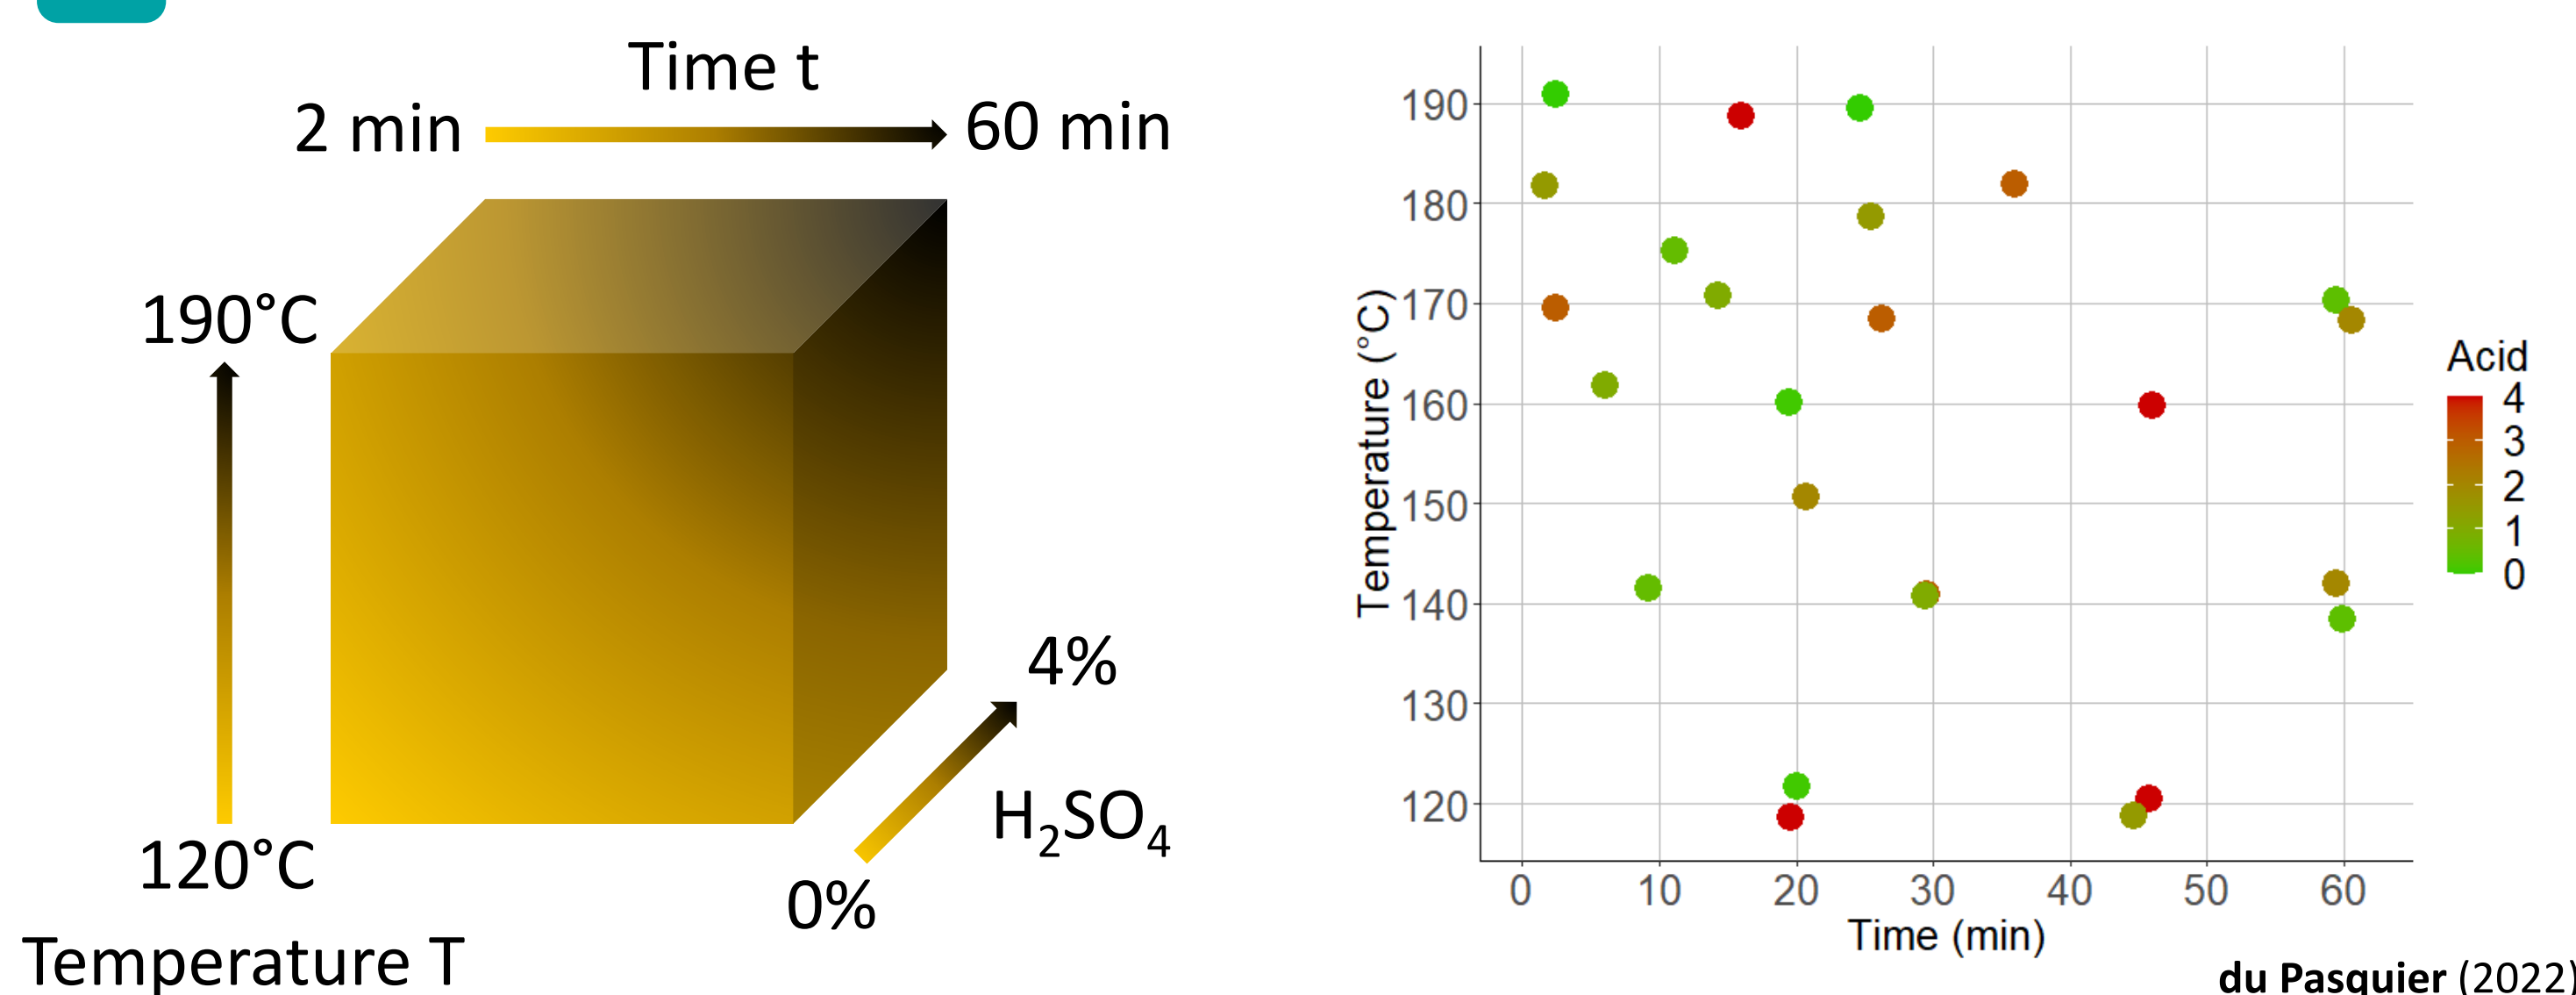 Time t
2 min
60 min
190°C
120°C
Temperature T
4%
H₂SO₄
0%
Temperature (°C)
190
180
170
160
150
140
130
120
0 10 20 30 40 50 60
Time (min)
Acid
4
3
2
1
0
du Pasquier (2022)